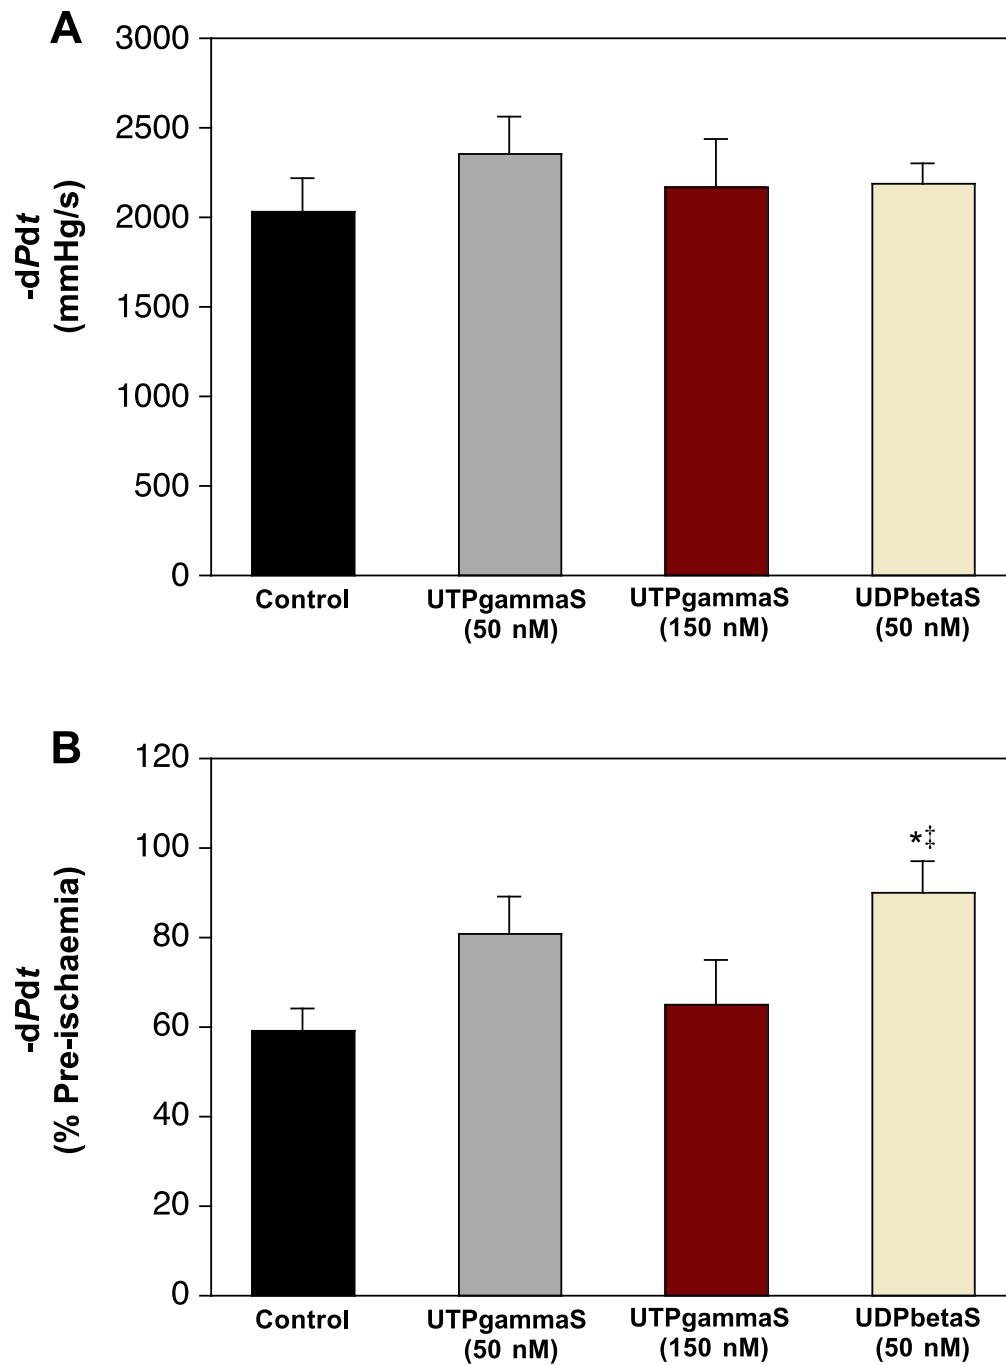 A
3000
2500
2000
1500
1000
500
0
-dPdt
(mmHg/s)
Control
UTPgammaS
(50 nM)
UTPgammaS
(150 nM)
UDPbetaS
(50 nM)
B
120
100
80
60
40
20
0
-dPdt
(% Pre-ischaemia)
*‡
Control
UTPgammaS
(50 nM)
UTPgammaS
(150 nM)
UDPbetaS
(50 nM)